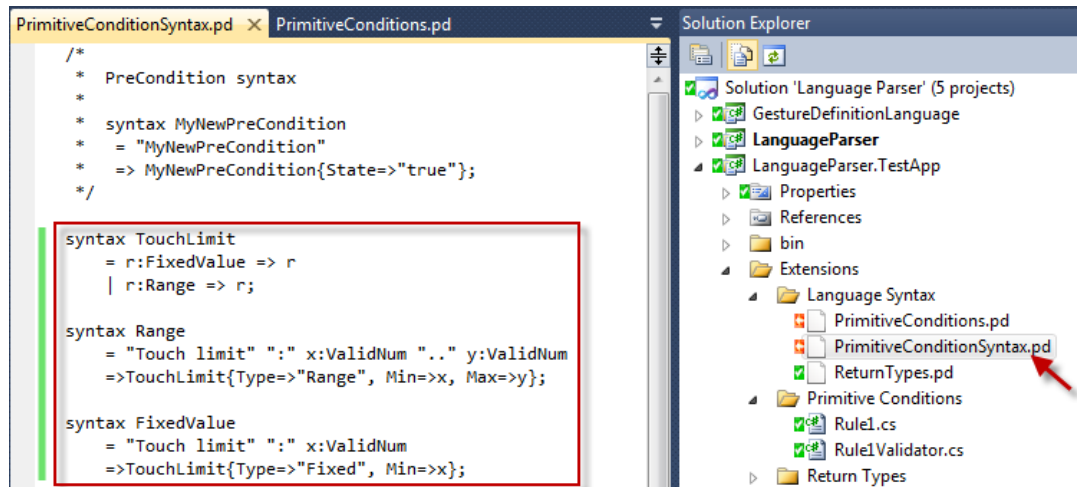 PrimitiveConditionSyntax.pd PrimitiveConditions.pd
/*
* PreCondition syntax
*
* syntax MyNewPreCondition
* = "MyNewPreCondition"
* => MyNewPreCondition{State=>"true"};
*/
syntax TouchLimit
= r:FixedValue => r
| r:Range => r;
syntax Range
= "Touch limit" ":" x:ValidNum ".." y:ValidNum
=>TouchLimit{Type=>"Range", Min=>x, Max=>y};
syntax FixedValue
= "Touch limit" ":" x:ValidNum
=>TouchLimit{Type=>"Fixed", Min=>x};
Solution Explorer
Solution 'Language Parser' (5 projects)
GestureDefinitionLanguage
LanguageParser
LanguageParser.TestApp
Properties
References
bin
Extensions
Language Syntax
PrimitiveConditions.pd
PrimitiveConditionSyntax.pd
ReturnTypes.pd
Primitive Conditions
Rule1.cs
Rule1Validator.cs
Return Types